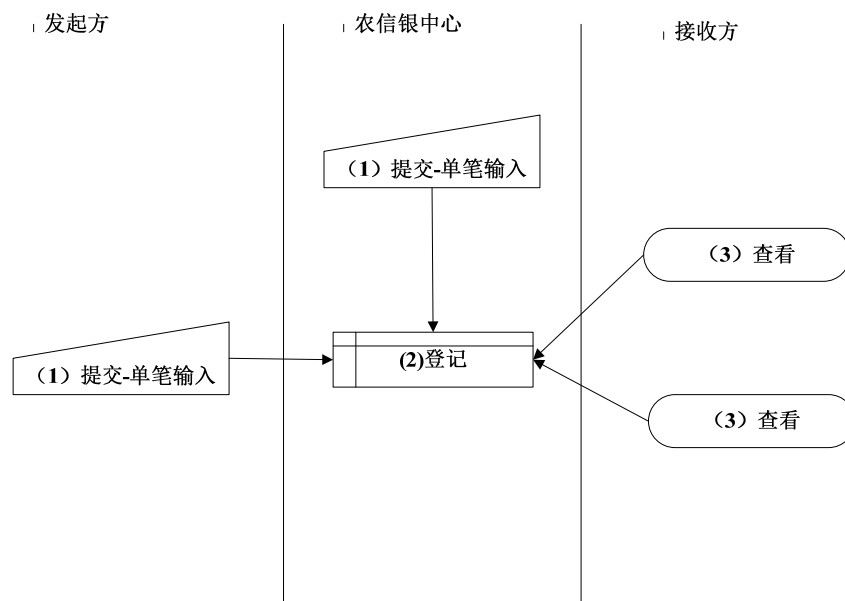 发起方
农信银中心
接收方
（1）提交-单笔输入
（3）查看
(2)登记
（1）提交-单笔输入
（3）查看